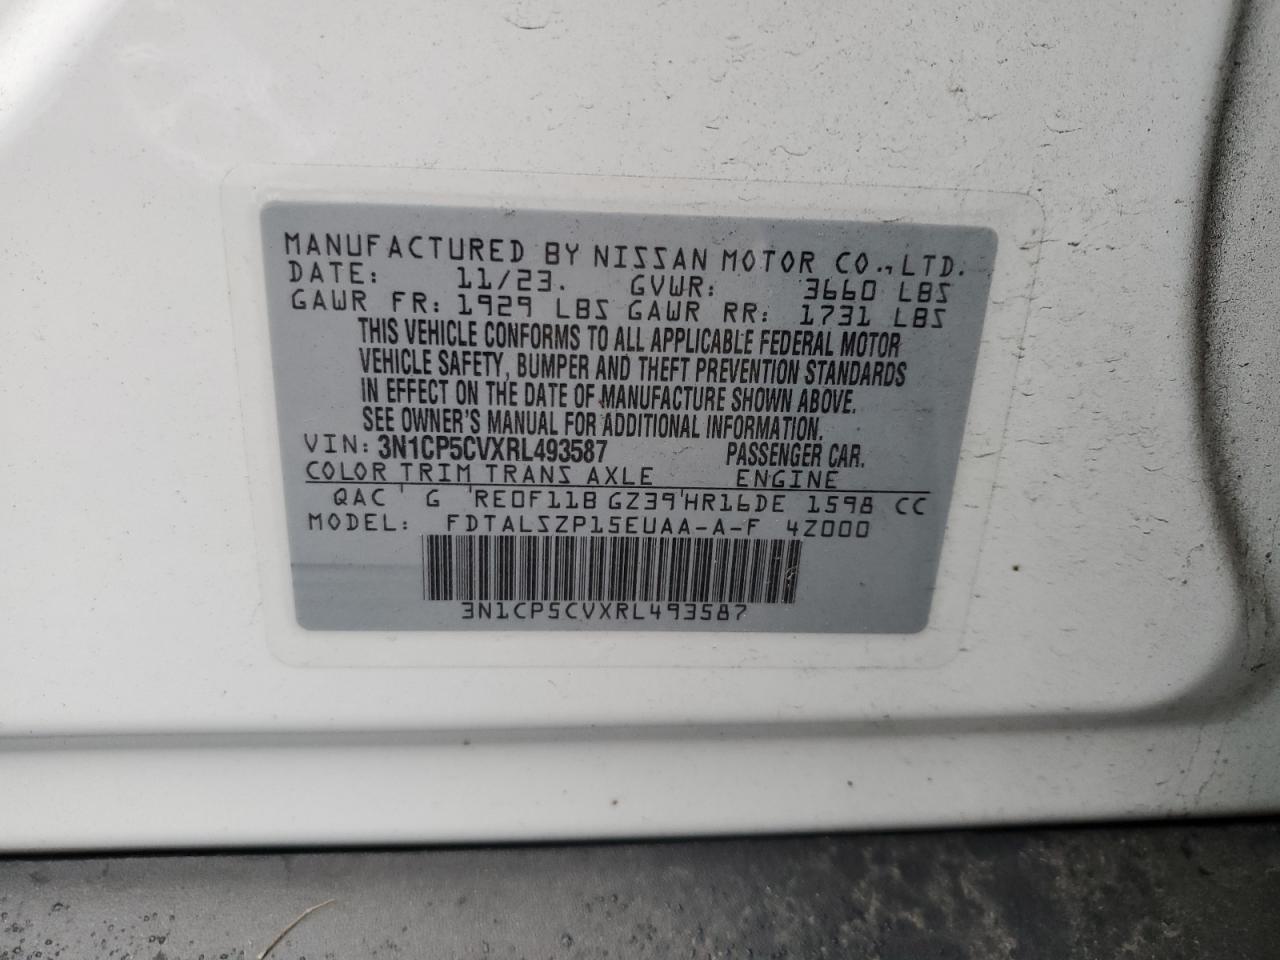 MANUFACTURED BY NISSAN MOTOR CO., LTD.
DATE: 11/23. GVWR: 3660 LBS
GAWR FR: 1929 LBS GAWR RR: 1731 LBS
THIS VEHICLE CONFORMS TO ALL APPLICABLE FEDERAL MOTOR
VEHICLE SAFETY, BUMPER AND THEFT PREVENTION STANDARDS
IN EFFECT ON THE DATE OF MANUFACTURE SHOWN ABOVE.
SEE OWNER'S MANUAL FOR ADDITIONAL INFORMATION.
VIN: 3N1CP5CVXRL493587 PASSENGER CAR.
COLOR TRIM TRANS AXLE ENGINE
QAC ' G 'RE0F11B GZ39'HR16DE 1598 CC
MODEL: FDTALSZP15EUAA-A-F 4Z000
3N1CP5CVXRL493587